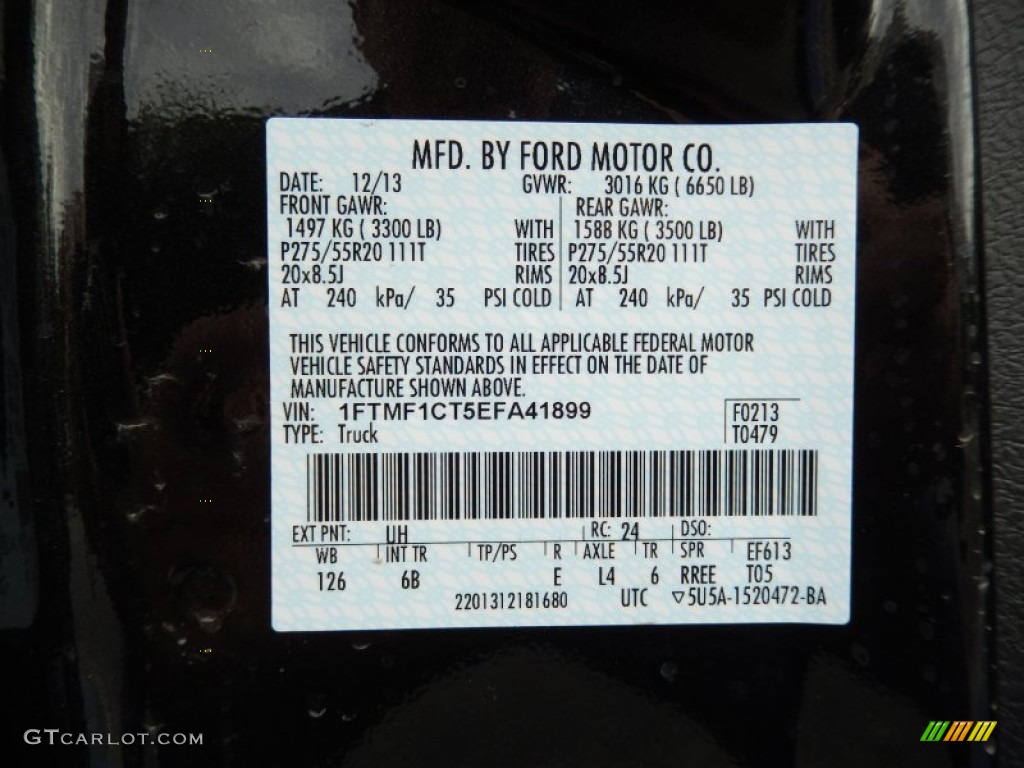 MFD. BY FORD MOTOR CO.
DATE: 12/13 GVWR: 3016 KG ( 6650 LB)
FRONT GAWR: REAR GAWR:
1497 KG ( 3300 LB) WITH 1588 KG ( 3500 LB) WITH
P275/55R20 111T TIRES P275/55R20 111T TIRES
20x8.5J RIMS 20x8.5J RIMS
AT 240 kPa/ 35 PSI COLD AT 240 kPa/ 35 PSI COLD
THIS VEHICLE CONFORMS TO ALL APPLICABLE FEDERAL MOTOR
VEHICLE SAFETY STANDARDS IN EFFECT ON THE DATE OF
MANUFACTURE SHOWN ABOVE.
VIN: 1FTMF1CT5EFA41899 F0213
TYPE: Truck T0479
EXT PNT: UH RC: 24 DSO:
WB INT TR TP/PS R AXLE TR SPR EF613
126 6B E L4 6 RREE T05
2201312181680 UTC ▽5U5A-1520472-BA
GTCARLOT.COM